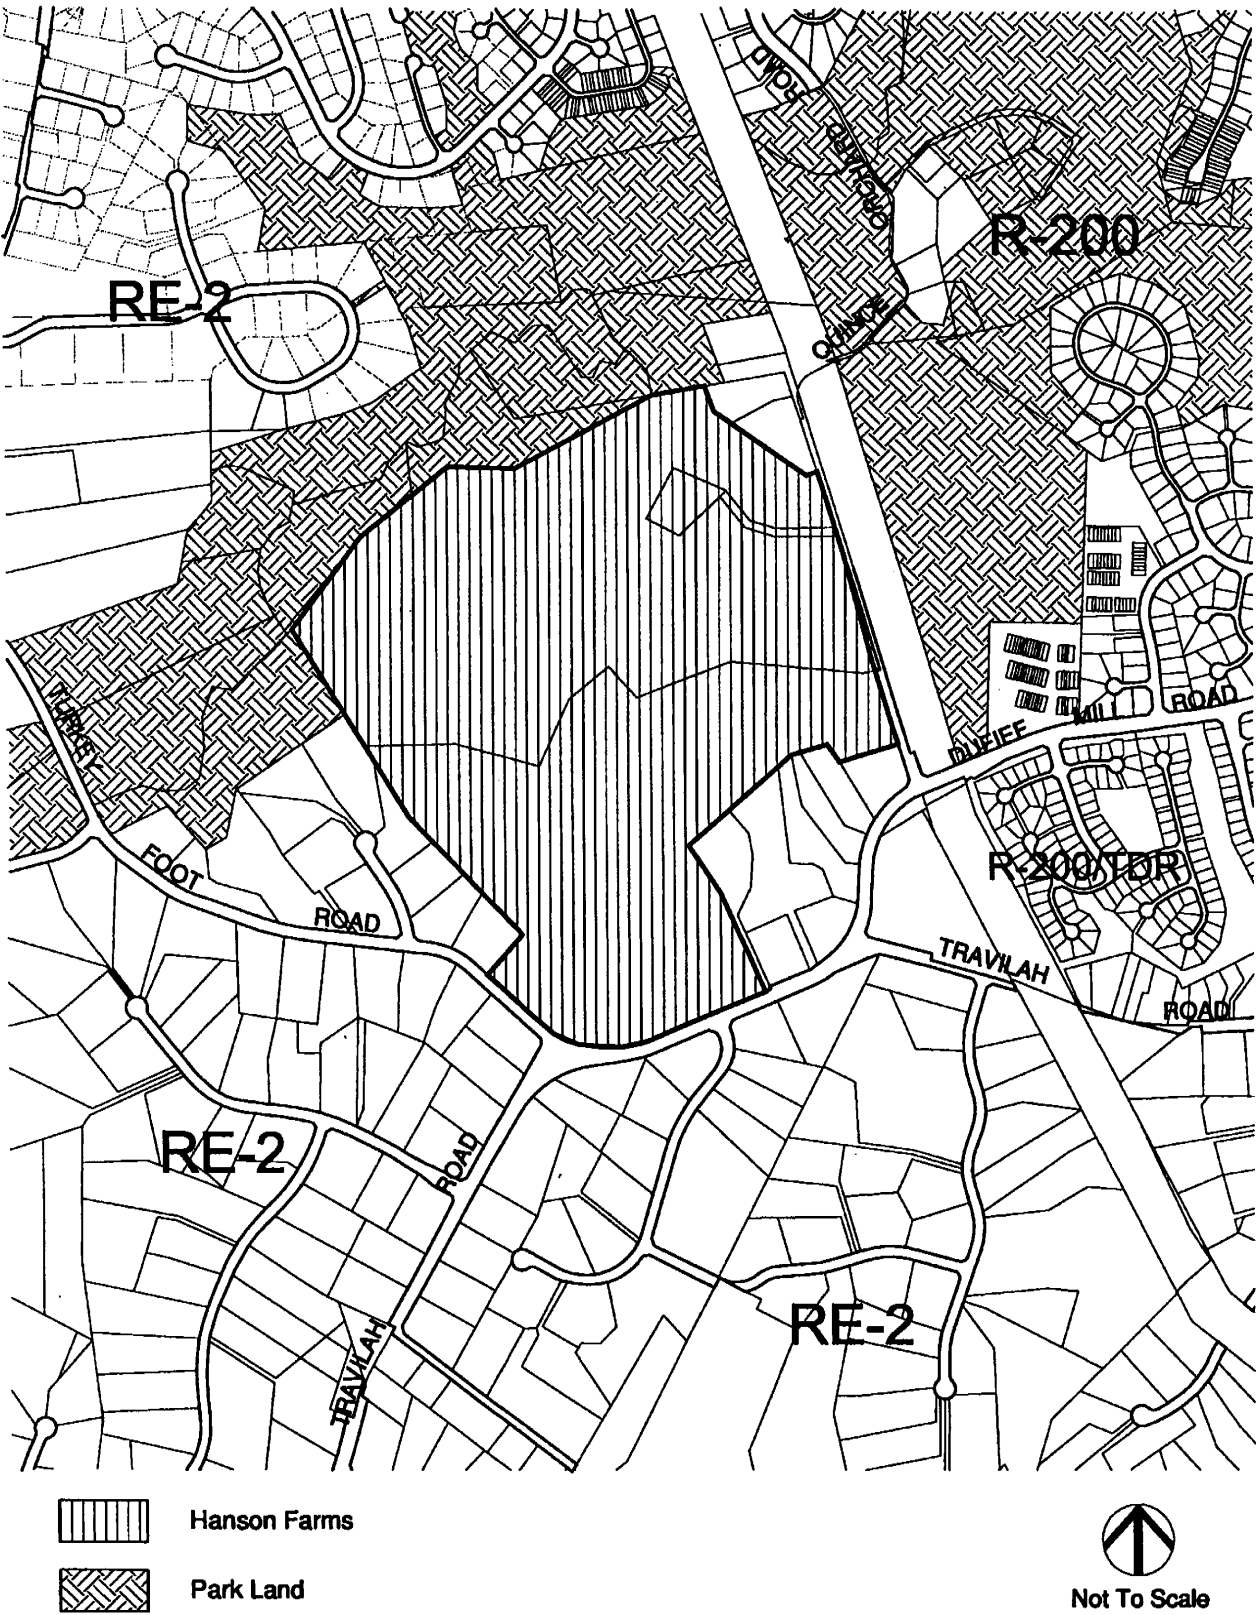 ROAD
ORCHARD
QUINCE
R-200
RE-2
TURKEY
FOOT
ROAD
DUFIEF MILL ROAD
R-200/TDR
TRAVILAH
ROAD
RE-2
ROAD
TRAVILAH
RE-2
Hanson Farms
Park Land
Not To Scale